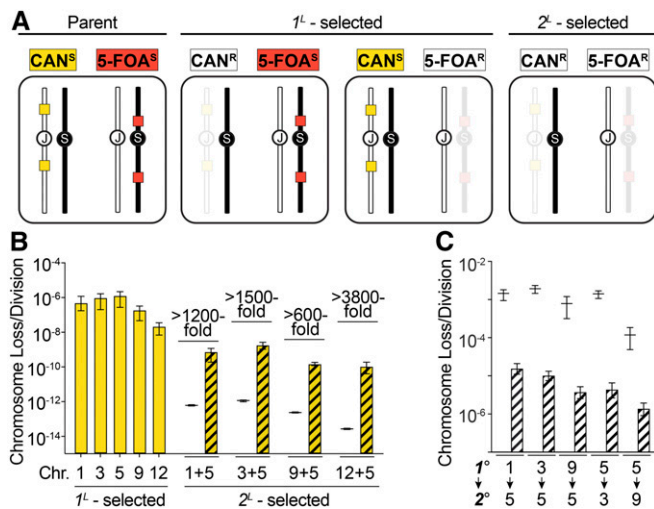 A
Parent
1ᴸ - selected
2ᴸ - selected
CANˢ
5-FOAˢ
CANᴿ
5-FOAˢ
CANˢ
5-FOAᴿ
CANᴿ
5-FOAᴿ
J S J S
J S J S
J S J S
J S J S
B
Chromosome Loss/Division
10⁻⁴
10⁻⁶
10⁻⁸
10⁻¹⁰
10⁻¹²
10⁻¹⁴
>1200-fold
>1500-fold
>600-fold
>3800-fold
Chr. 1 3 5 9 12 1+5 3+5 9+5 12+5
1ᴸ - selected
2ᴸ - selected
C
Chromosome Loss/Division
10⁻²
10⁻⁴
10⁻⁶
1° 1 3 9 5 5
2° 5 5 5 3 9